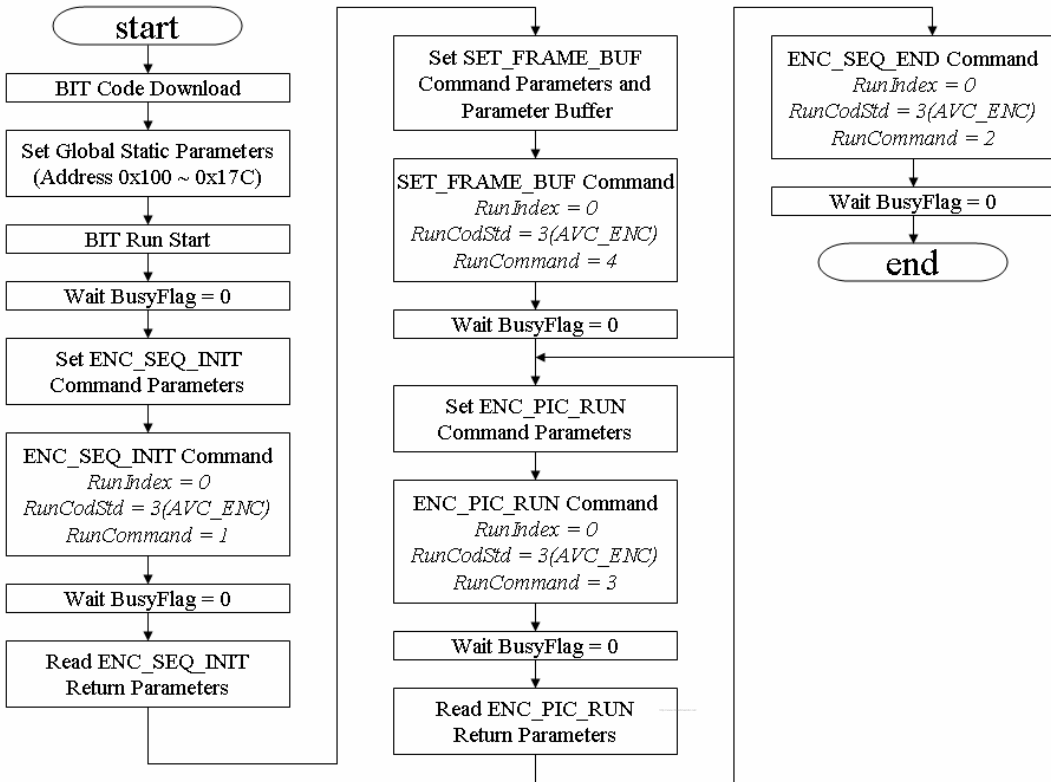 start
BIT Code Download
Set Global Static Parameters
(Address 0x100 ~ 0x17C)
BIT Run Start
Wait BusyFlag = 0
Set ENC_SEQ_INIT
Command Parameters
ENC_SEQ_INIT Command
RunIndex = 0
RunCodStd = 3(AVC_ENC)
RunCommand = 1
Wait BusyFlag = 0
Read ENC_SEQ_INIT
Return Parameters
Set SET_FRAME_BUF
Command Parameters and
Parameter Buffer
SET_FRAME_BUF Command
RunIndex = 0
RunCodStd = 3(AVC_ENC)
RunCommand = 4
Wait BusyFlag = 0
Set ENC_PIC_RUN
Command Parameters
ENC_PIC_RUN Command
RunIndex = 0
RunCodStd = 3(AVC_ENC)
RunCommand = 3
Wait BusyFlag = 0
Read ENC_PIC_RUN
Return Parameters
ENC_SEQ_END Command
RunIndex = 0
RunCodStd = 3(AVC_ENC)
RunCommand = 2
Wait BusyFlag = 0
end